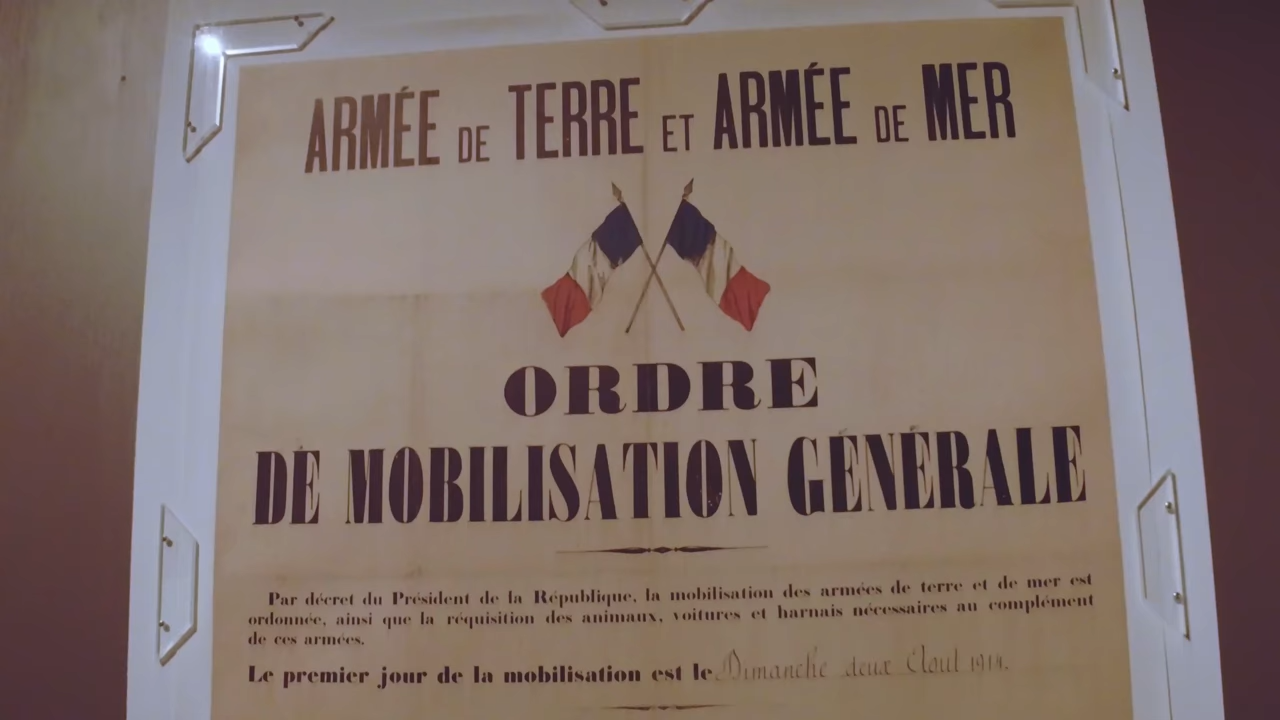 ARMÉE DE TERRE ET ARMÉE DE MER
ORDRE
DE MOBILISATION GÉNÉRALE
Par décret du Président de la République, la mobilisation des armées de terre et de mer est
ordonnée, ainsi que la réquisition des animaux, voitures et harnais nécessaires au complément
de ces armées.
Le premier jour de la mobilisation est le Dimanche deux Août 1914.